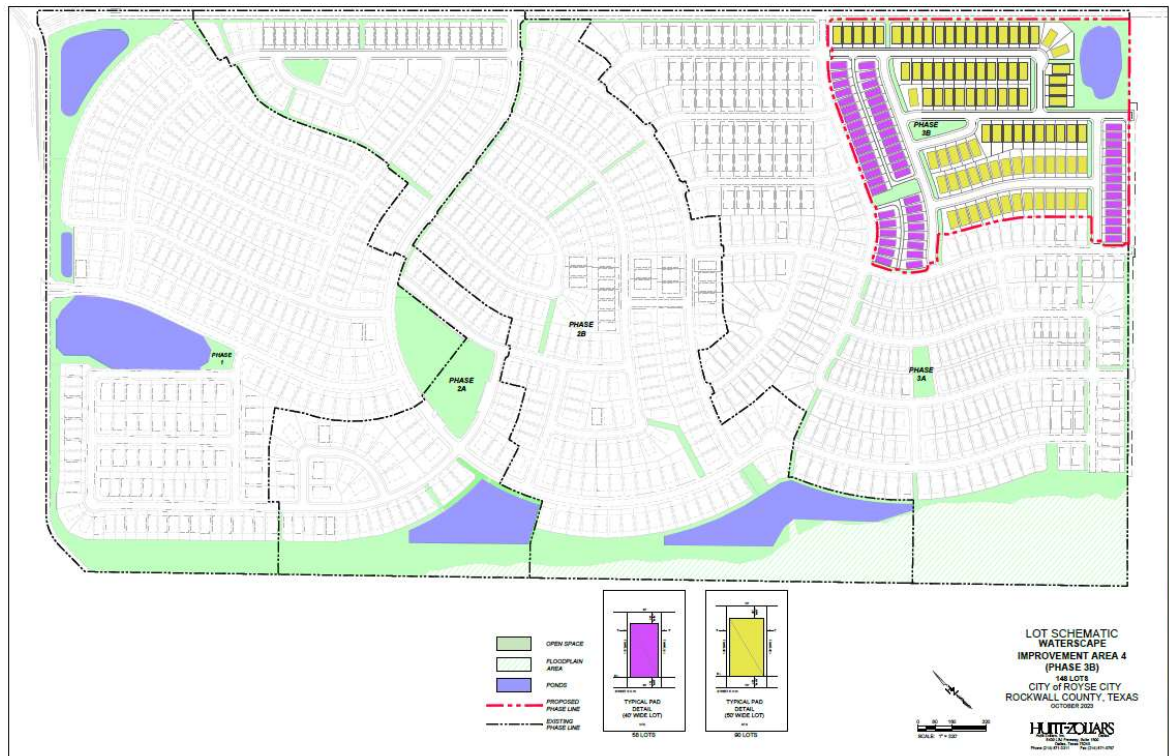 PHASE
3B
PHASE
2B
PHASE
1
PHASE
2A
PHASE
3A
OPEN SPACE
FLOODPLAIN
AREA
PONDS
PROPOSED
PHASE LINE
EXISTING
PHASE LINE
TYPICAL PAD
DETAIL
(40' WIDE LOT)
58 LOTS
TYPICAL PAD
DETAIL
(50' WIDE LOT)
90 LOTS
LOT SCHEMATIC
WATERSCAPE
IMPROVEMENT AREA 4
(PHASE 3B)
148 LOTS
CITY of ROYSE CITY
ROCKWALL COUNTY, TEXAS
OCTOBER 2023
HUITT-ZOLLARS